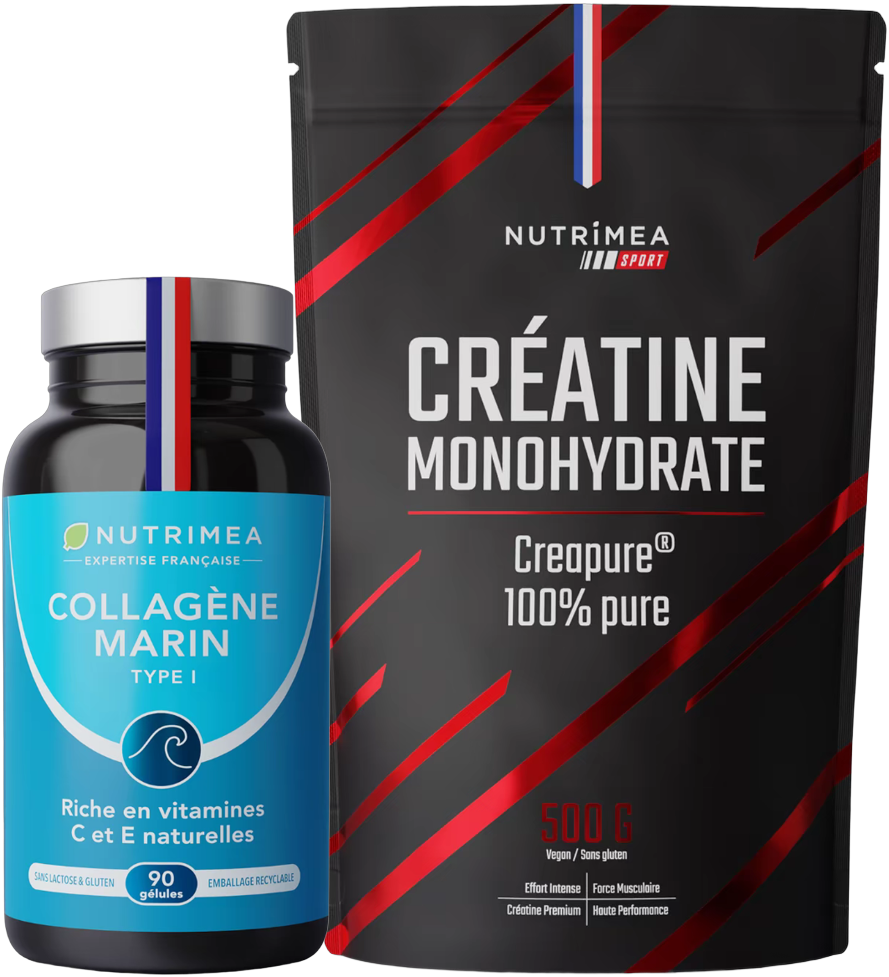 NUTRIMEA
EXPERTISE FRANÇAISE
COLLAGÈNE
MARIN
TYPE I
Riche en vitamines
C et E naturelles
SANS LACTOSE & GLUTEN
90
gélules
EMBALLAGE RECYCLABLE
NUTRIMEA
SPORT
CRÉATINE
MONOHYDRATE
Creapure®
100% pure
500 G
Vegan / Sans gluten
Effort Intense
Force Musculaire
Créatine Premium
Haute Performance